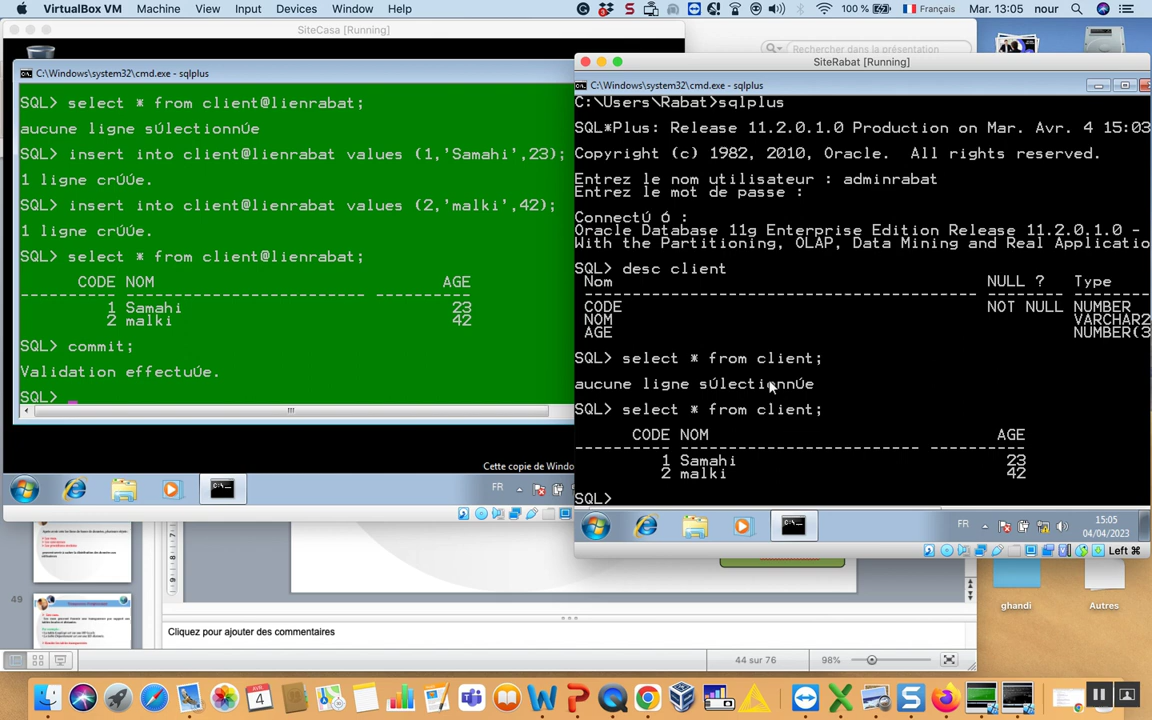 VirtualBox VM Machine View Input Devices Window Help 100 % Français Mar. 13:05 nour
SiteCasa [Running]
Rechercher dans la présentation
C:\Windows\system32\cmd.exe - sqlplus
SQL> select * from client@lienrabat;
aucune ligne súlectionnÚe
SQL> insert into client@lienrabat values (1,'Samahi',23);
1 ligne crÚÚe.
SQL> insert into client@lienrabat values (2,'malki',42);
1 ligne crÚÚe.
SQL> select * from client@lienrabat;
CODE NOM AGE
---------- ------------------------------ ----------
1 Samahi 23
2 malki 42
SQL> commit;
Validation effectuÚe.
SQL>
Cette copie de Windo
FR
SiteRabat [Running]
C:\Windows\system32\cmd.exe - sqlplus
C:\Users\Rabat>sqlplus
SQL*Plus: Release 11.2.0.1.0 Production on Mar. Avr. 4 15:03
Copyright (c) 1982, 2010, Oracle.  All rights reserved.
Entrez le nom utilisateur : adminrabat
Entrez le mot de passe :
ConnectÚ ó :
Oracle Database 11g Enterprise Edition Release 11.2.0.1.0 -
With the Partitioning, OLAP, Data Mining and Real Applicatio
SQL> desc client
Nom NULL ? Type
CODE NOT NULL NUMBER
NOM VARCHAR2
AGE NUMBER(3
SQL> select * from client;
aucune ligne súlectionnÚe
SQL> select * from client;
CODE NOM AGE
---------- ------------------------------ ----------
1 Samahi 23
2 malki 42
SQL>
FR 15:05
04/04/2023
Left ⌘
49
Cliquez pour ajouter des commentaires
44 sur 76 98%
ghandi Autres